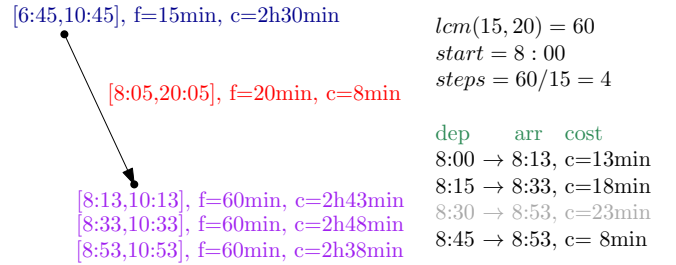 [6:45,10:45], f=15min, c=2h30min
[8:05,20:05], f=20min, c=8min
[8:13,10:13], f=60min, c=2h43min
[8:33,10:33], f=60min, c=2h48min
[8:53,10:53], f=60min, c=2h38min
lcm(15, 20) = 60
start = 8 : 00
steps = 60/15 = 4
dep arr cost
8:00 → 8:13, c=13min
8:15 → 8:33, c=18min
8:30 → 8:53, c=23min
8:45 → 8:53, c= 8min